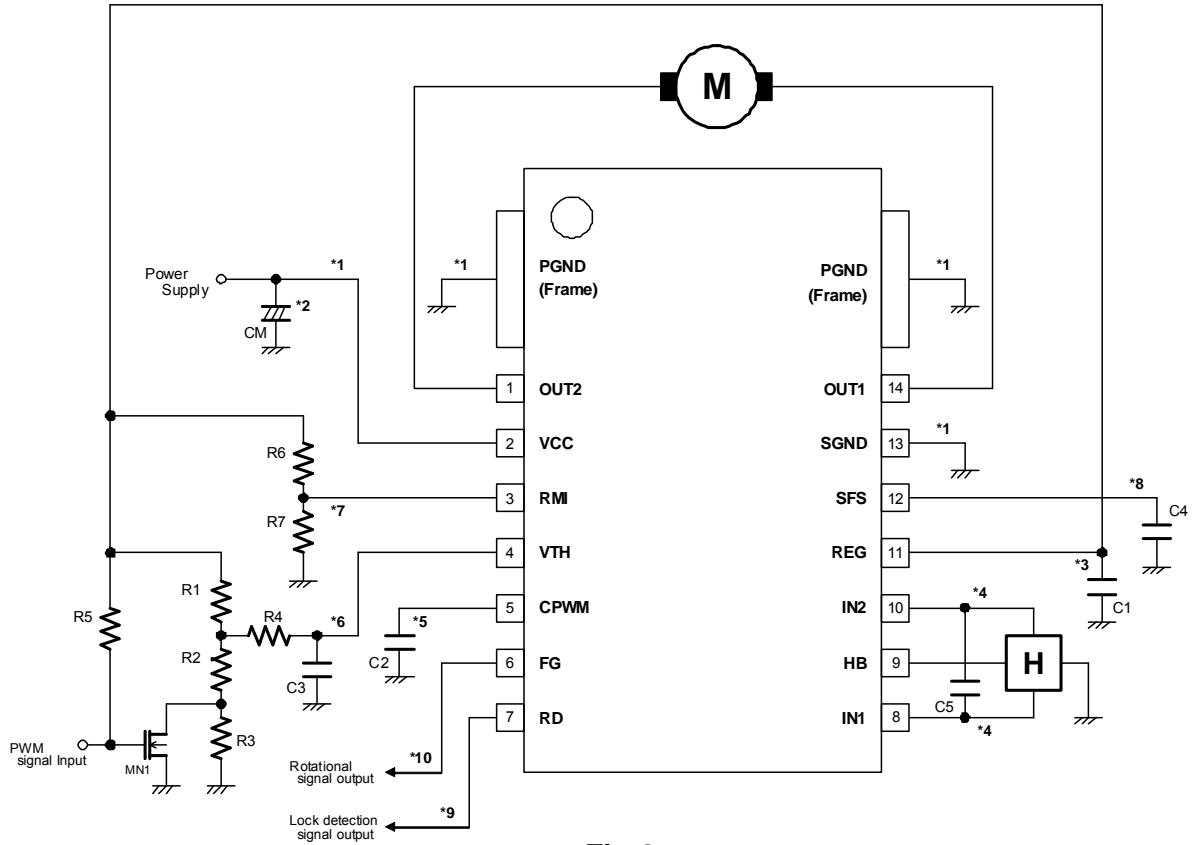 M
PGND
(Frame)
PGND
(Frame)
*1
*1
*1
Power
Supply
*2
CM
1
OUT2
OUT1
14
2
VCC
SGND
13
*1
R6
3
RMI
SFS
12
*8
C4
R7
*7
4
VTH
REG
11
*3
C1
R1
R5
R4
*6
5
CPWM
*5
C2
IN2
10
*4
R2
C3
6
FG
HB
9
H
C5
R3
7
RD
IN1
8
*4
PWM
signal Input
MN1
*10
Rotational
signal output
*9
Lock detection
signal output